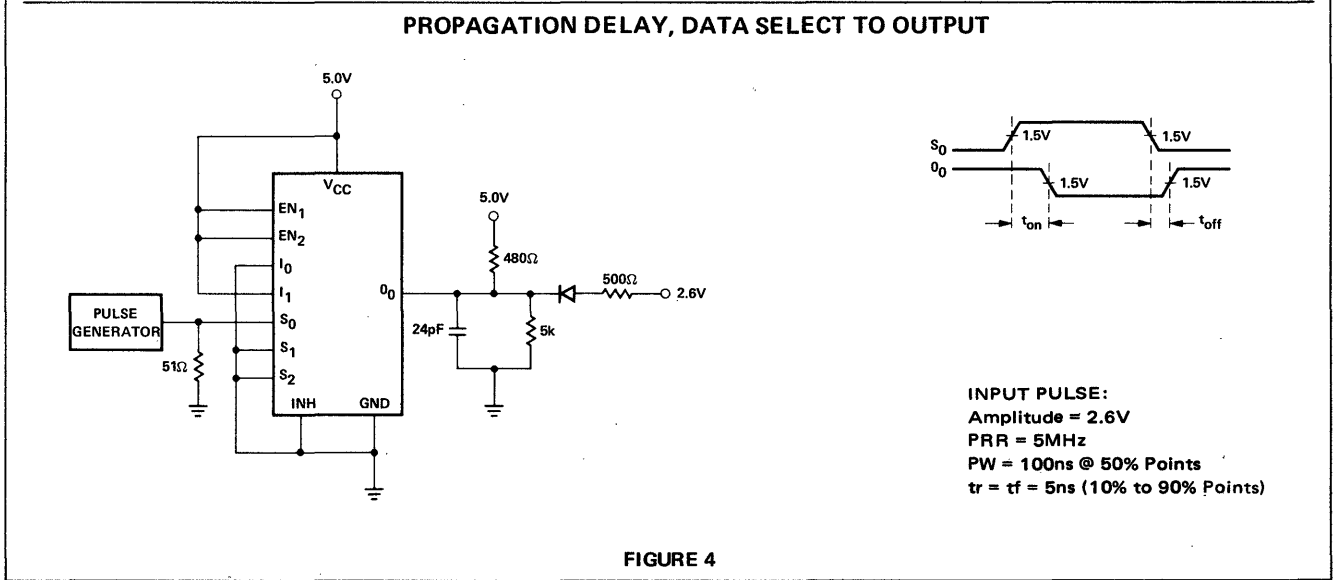 PROPAGATION DELAY, DATA SELECT TO OUTPUT
5.0V
VCC
EN1
EN2
I0
I1
S0
S1
S2
INH
GND
00
PULSE
GENERATOR
51Ω
5.0V
480Ω
500Ω
2.6V
24pF
5k
S0
00
1.5V
1.5V
1.5V
1.5V
ton
toff
INPUT PULSE:
Amplitude = 2.6V
PRR = 5MHz
PW = 100ns @ 50% Points
tr = tf = 5ns (10% to 90% Points)
FIGURE 4